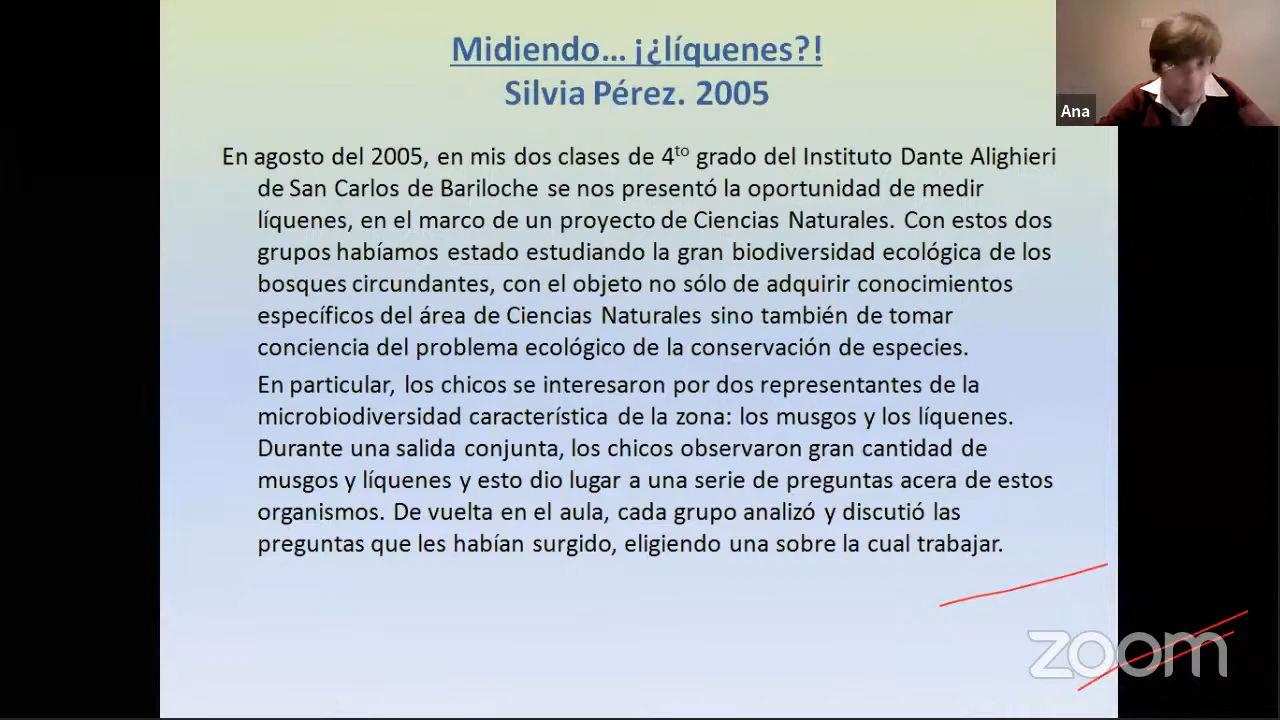 Midiendo... ¡¿líquenes?!
Silvia Pérez. 2005
Ana
En agosto del 2005, en mis dos clases de 4to grado del Instituto Dante Alighieri
de San Carlos de Bariloche se nos presentó la oportunidad de medir
líquenes, en el marco de un proyecto de Ciencias Naturales. Con estos dos
grupos habíamos estado estudiando la gran biodiversidad ecológica de los
bosques circundantes, con el objeto no sólo de adquirir conocimientos
específicos del área de Ciencias Naturales sino también de tomar
conciencia del problema ecológico de la conservación de especies.
En particular, los chicos se interesaron por dos representantes de la
microbiodiversidad característica de la zona: los musgos y los líquenes.
Durante una salida conjunta, los chicos observaron gran cantidad de
musgos y líquenes y esto dio lugar a una serie de preguntas acera de estos
organismos. De vuelta en el aula, cada grupo analizó y discutió las
preguntas que les habían surgido, eligiendo una sobre la cual trabajar.
zoom